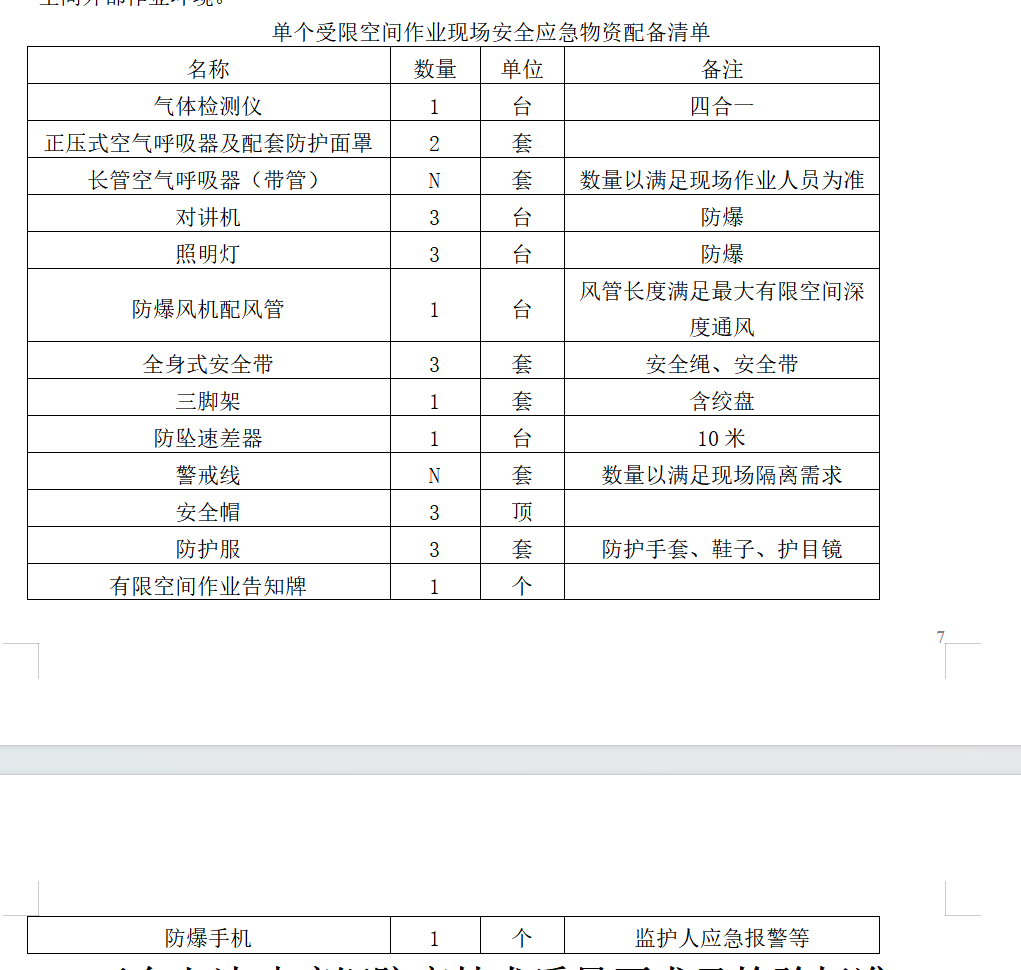 单个受限空间作业现场安全应急物资配备清单
名称 数量 单位 备注
气体检测仪 1 台 四合一
正压式空气呼吸器及配套防护面罩 2 套
长管空气呼吸器（带管） N 套 数量以满足现场作业人员为准
对讲机 3 台 防爆
照明灯 3 台 防爆
防爆风机配风管 1 台 风管长度满足最大有限空间深
度通风
全身式安全带 3 套 安全绳、安全带
三脚架 1 套 含绞盘
防坠速差器 1 台 10 米
警戒线 N 套 数量以满足现场隔离需求
安全帽 3 顶
防护服 3 套 防护手套、鞋子、护目镜
有限空间作业告知牌 1 个
7
防爆手机 1 个 监护人应急报警等